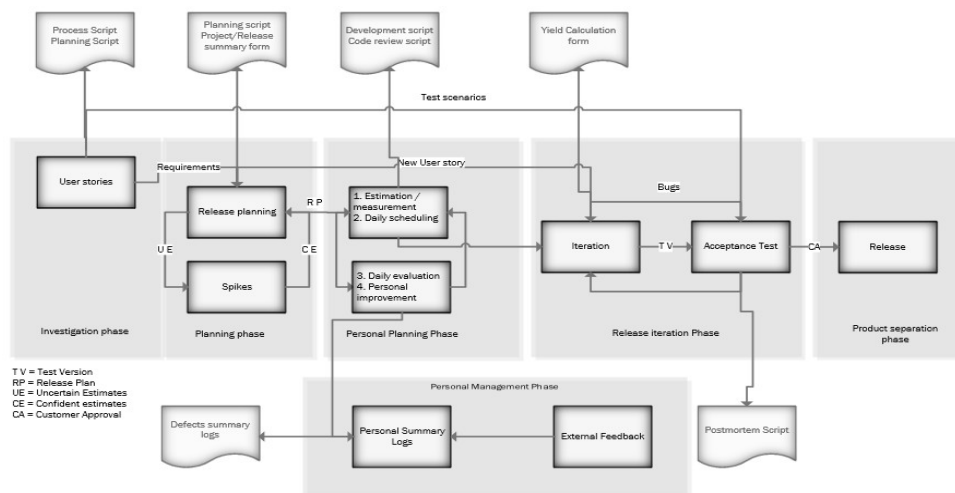 Process Script
Planning Script
Planning script
Project/Release
summary form
Development script
Code review script
Yield Calculation
form
Test scenarios
User stories
Requirements
New User story
Bugs
Release planning
R P
1. Estimation /
measurement
2. Daily scheduling
U E
C E
Iteration
T V
Acceptance Test
CA
Release
Spikes
3. Daily evaluation
4. Personal
improvement
Investigation phase
Planning phase
Personal Planning Phase
Release iteration Phase
Product separation
phase
T V = Test Version
RP = Release Plan
UE = Uncertain Estimates
CE = Confident estimates
CA = Customer Approval
Personal Management Phase
Defects summary
logs
Personal Summary
Logs
External Feedback
Postmortem Script